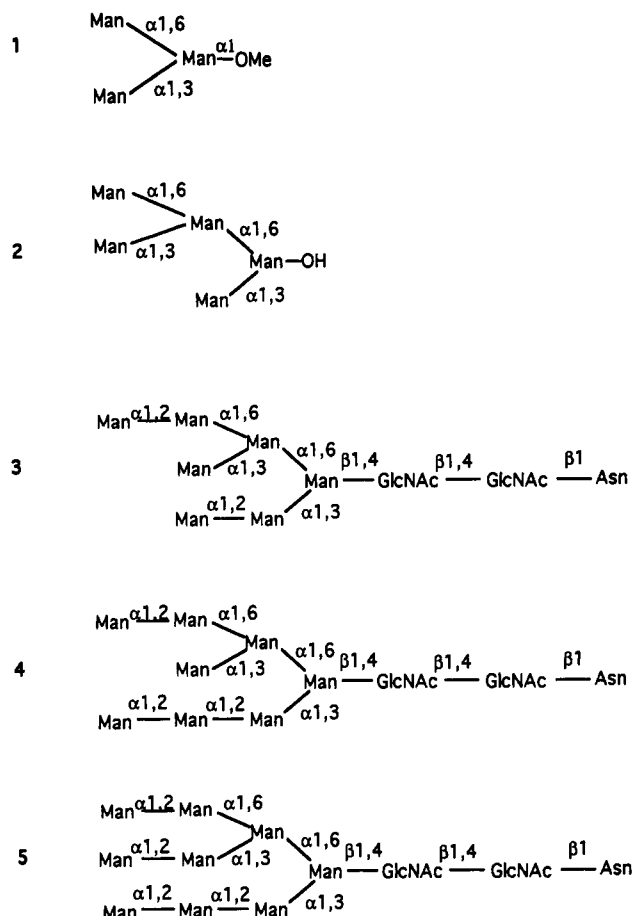 Man α1,6
1 Man α1 OMe
Man α1,3
Man α1,6
Man α1,6
2 Man α1,3 Man OH
Man α1,3
Man α1,2 Man α1,6
Man α1,6
3 Man α1,3 Man β1,4 GlcNAc β1,4 GlcNAc β1 Asn
Man α1,2 Man α1,3
Man α1,2 Man α1,6
Man α1,6
4 Man α1,3 Man β1,4 GlcNAc β1,4 GlcNAc β1 Asn
Man α1,2 Man α1,2 Man α1,3
Man α1,2 Man α1,6
Man α1,6
5 Man α1,2 Man α1,3 Man β1,4 GlcNAc β1,4 GlcNAc β1 Asn
Man α1,2 Man α1,2 Man α1,3